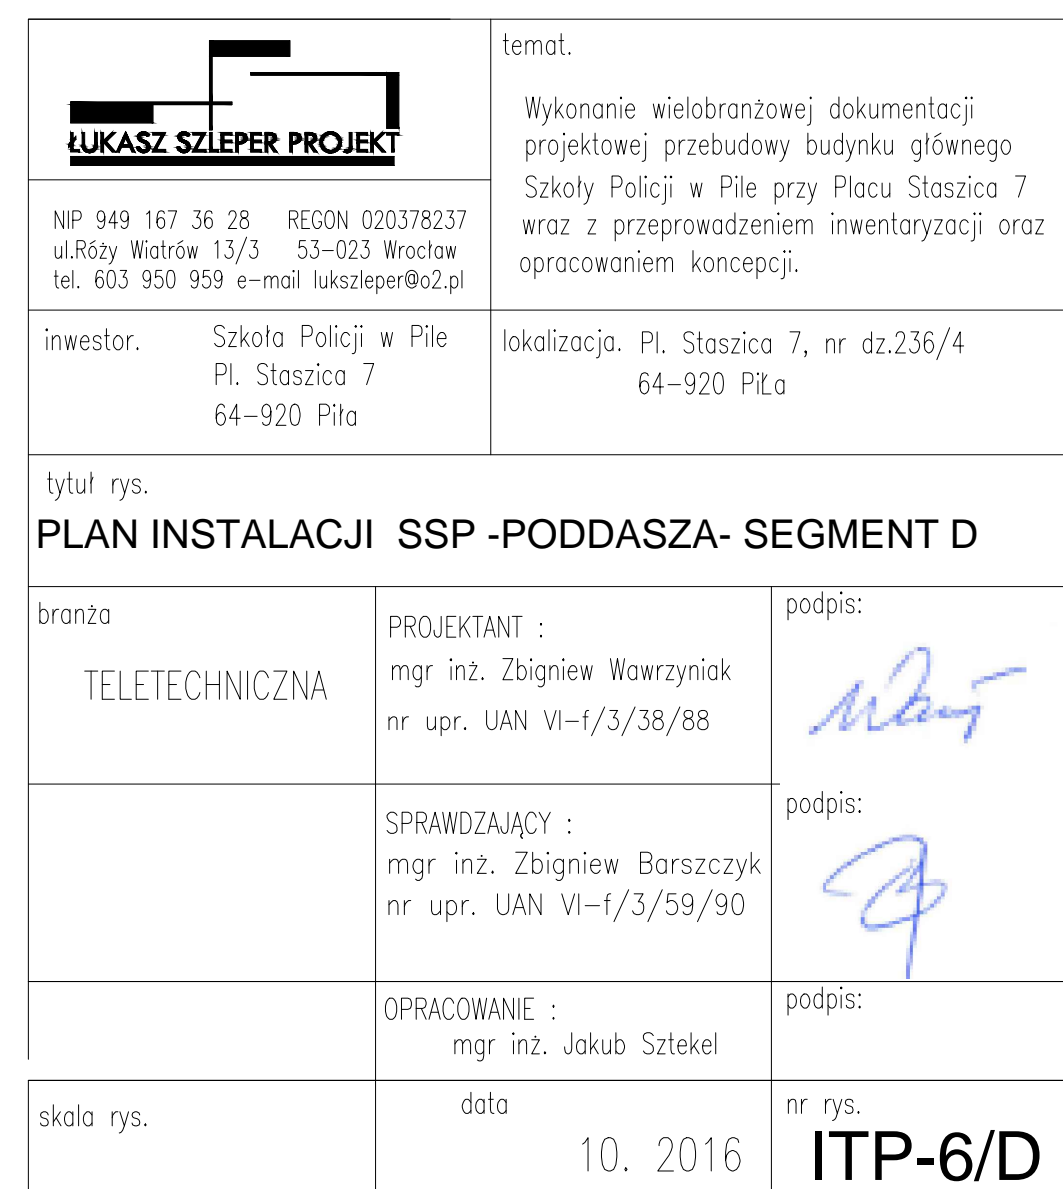 ŁUKASZ SZLEPER PROJEKT
NIP 949 167 36 28 REGON 020378237
ul.Róży Wiatrów 13/3 53-023 Wrocław
tel. 603 950 959 e-mail lukszleper@o2.pl
temat.
Wykonanie wielobranżowej dokumentacji
projektowej przebudowy budynku głównego
Szkoły Policji w Pile przy Placu Staszica 7
wraz z przeprowadzeniem inwentaryzacji oraz
opracowaniem koncepcji.
inwestor. Szkoła Policji w Pile
Pl. Staszica 7
64-920 Piła
lokalizacja. Pl. Staszica 7, nr dz.236/4
64-920 PiŁa
tytuł rys.
PLAN INSTALACJI SSP -PODDASZA- SEGMENT D
branża
TELETECHNICZNA
PROJEKTANT :
mgr inż. Zbigniew Wawrzyniak
nr upr. UAN VI-f/3/38/88
podpis:
SPRAWDZAJĄCY :
mgr inż. Zbigniew Barszczyk
nr upr. UAN VI-f/3/59/90
podpis:
OPRACOWANIE :
mgr inż. Jakub Sztekel
podpis:
skala rys.
data
10. 2016
nr rys.
ITP-6/D